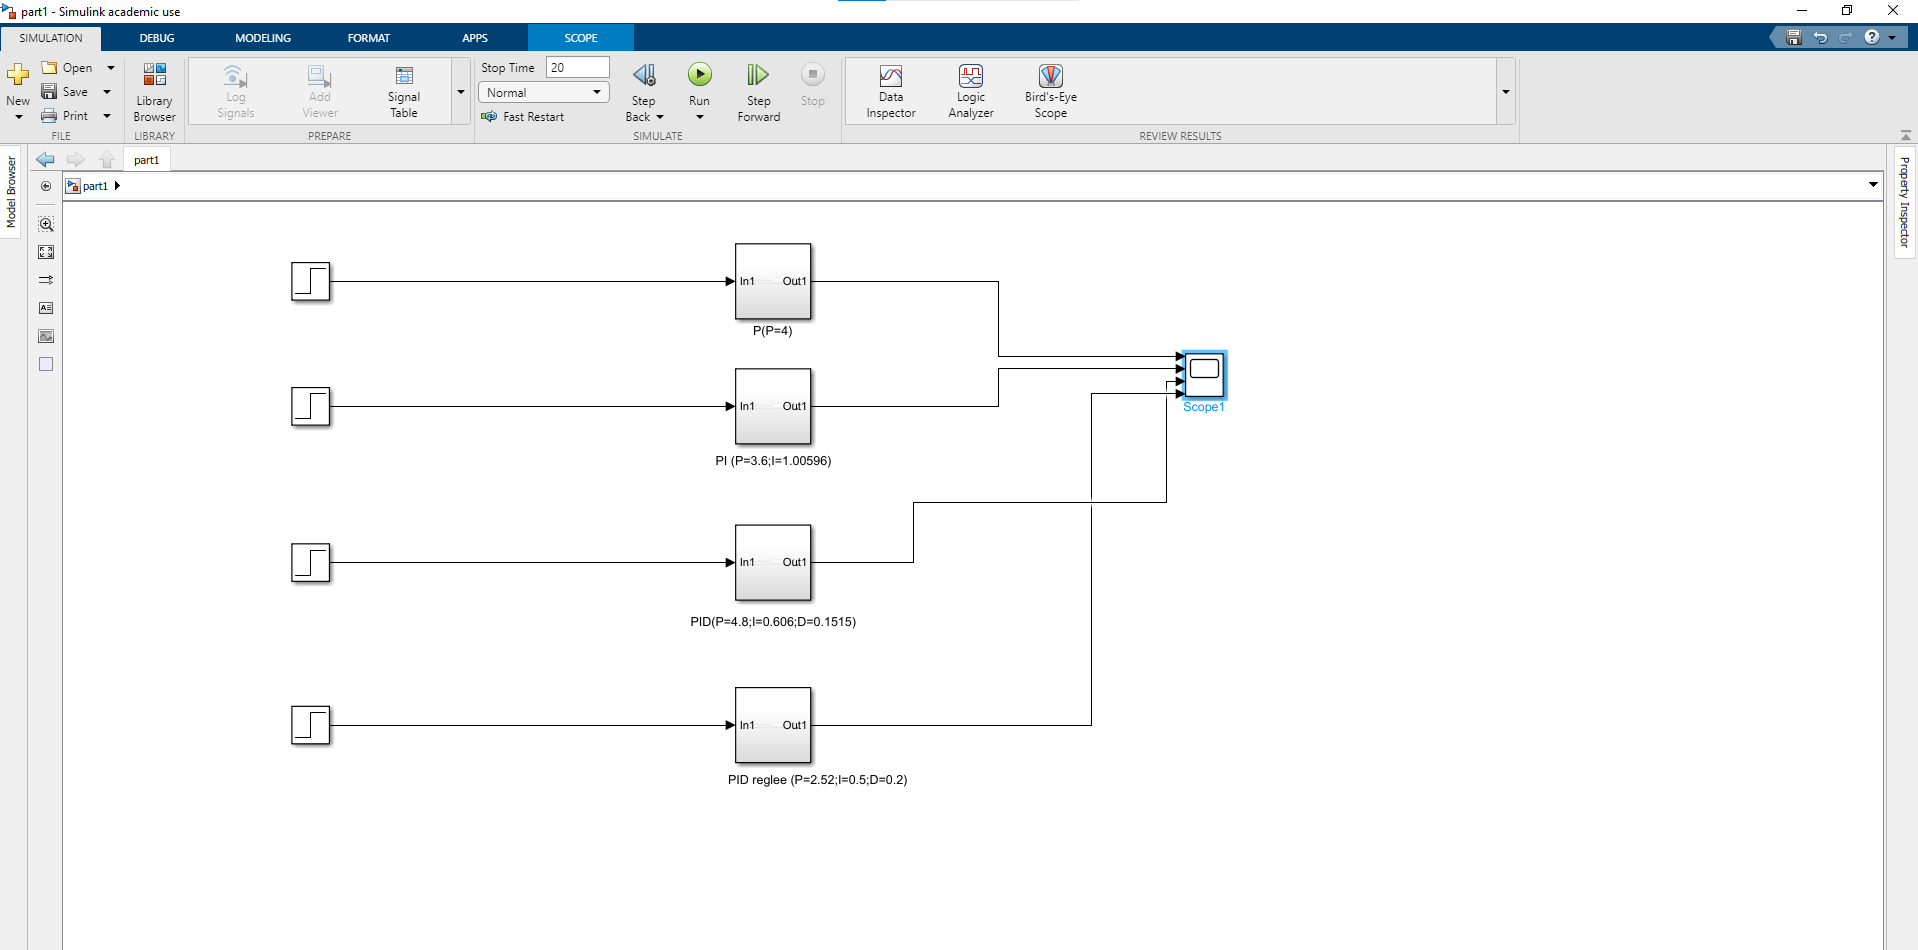 part1 - Simulink academic use
SIMULATION
DEBUG
MODELING
FORMAT
APPS
SCOPE
New
Open
Save
Print
FILE
Library
Browser
LIBRARY
Log
Signals
Add
Viewer
Signal
Table
PREPARE
Stop Time
20
Normal
Fast Restart
Step
Back
Run
Step
Forward
Stop
SIMULATE
Data
Inspector
Logic
Analyzer
Bird's-Eye
Scope
REVIEW RESULTS
Model Browser
part1
part1
Property Inspector
In1
Out1
P(P=4)
In1
Out1
PI (P=3.6;I=1.00596)
Scope1
In1
Out1
PID(P=4.8;I=0.606;D=0.1515)
In1
Out1
PID reglee (P=2.52;I=0.5;D=0.2)